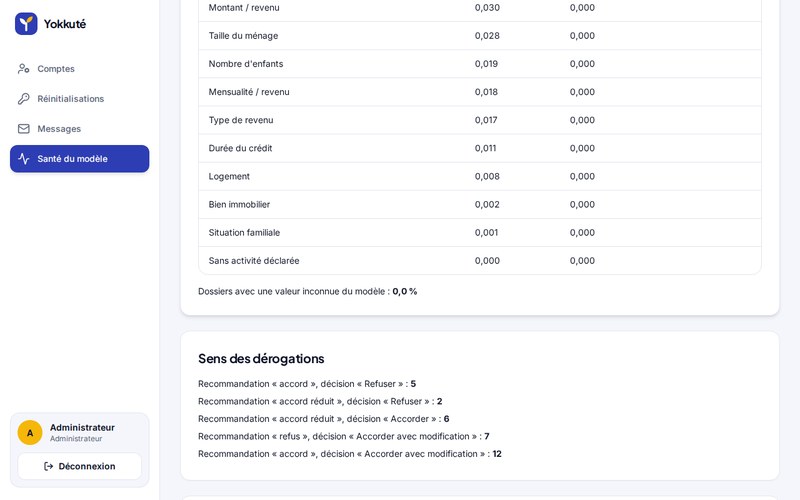 Yokkuté
Comptes
Réinitialisations
Messages
Santé du modèle
A
Administrateur
Administrateur
Déconnexion
Montant / revenu 0,030 0,000
Taille du ménage 0,028 0,000
Nombre d'enfants 0,019 0,000
Mensualité / revenu 0,018 0,000
Type de revenu 0,017 0,000
Durée du crédit 0,011 0,000
Logement 0,008 0,000
Bien immobilier 0,002 0,000
Situation familiale 0,001 0,000
Sans activité déclarée 0,000 0,000
Dossiers avec une valeur inconnue du modèle : 0,0 %
Sens des dérogations
Recommandation « accord », décision « Refuser » : 5
Recommandation « accord réduit », décision « Refuser » : 2
Recommandation « accord réduit », décision « Accorder » : 6
Recommandation « refus », décision « Accorder avec modification » : 7
Recommandation « accord », décision « Accorder avec modification » : 12